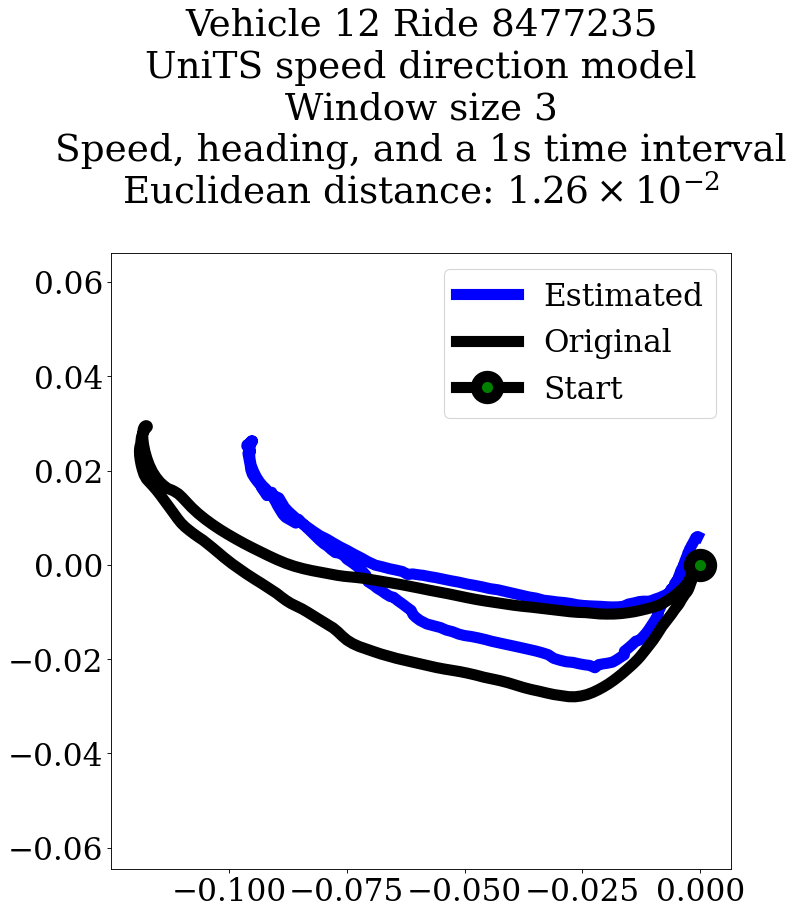 Vehicle 12 Ride 8477235
UniTS speed direction model
Window size 3
Speed, heading, and a 1s time interval
Euclidean distance: 1.26 × 10⁻²
Estimated
Original
Start
0.06
0.04
0.02
0.00
−0.02
−0.04
−0.06
−0.100 −0.075 −0.050 −0.025 0.000